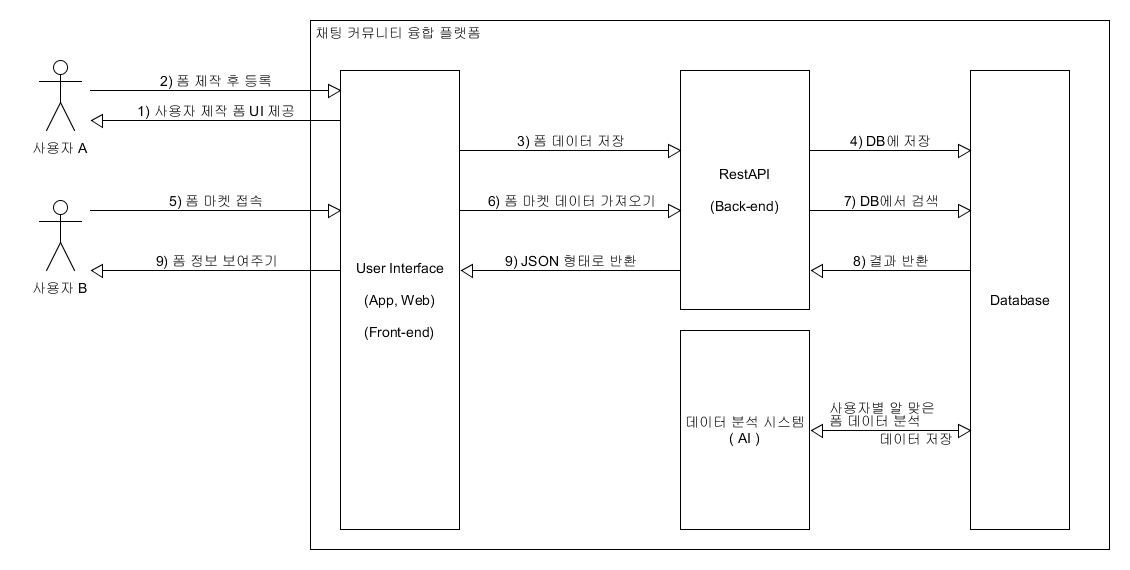 채팅 커뮤니티 융합 플랫폼
2) 폼 제작 후 등록
1) 사용자 제작 폼 UI 제공
사용자 A
3) 폼 데이터 저장
4) DB에 저장
RestAPI
(Back-end)
5) 폼 마켓 접속
6) 폼 마켓 데이터 가져오기
7) DB에서 검색
9) 폼 정보 보여주기
9) JSON 형태로 반환
8) 결과 반환
사용자 B
User Interface
(App, Web)
(Front-end)
Database
데이터 분석 시스템
( AI )
사용자별 알 맞은
폼 데이터 분석
데이터 저장